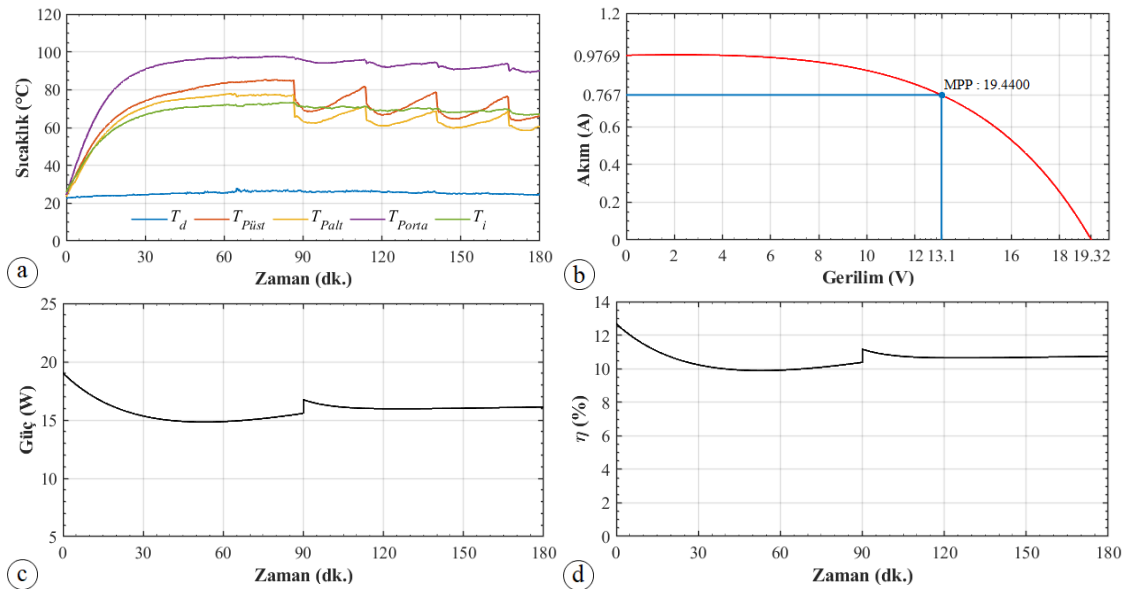 120
100
80
60
40
20
0
Sıcaklık (°C)
T_d T_Püst T_Palt T_Porta T_i
0 30 60 90 120 150 180
Zaman (dk.)
a
1.2
0.9769
0.767
0.6
0.4
0.2
0
Akım (A)
MPP : 19.4400
0 2 4 6 8 10 12 13.1 16 18 19.32
Gerilim (V)
b
25
20
15
10
5
Güç (W)
0 30 60 90 120 150 180
Zaman (dk.)
c
14
12
10
8
6
4
2
0
η (%)
0 30 60 90 120 150 180
Zaman (dk.)
d